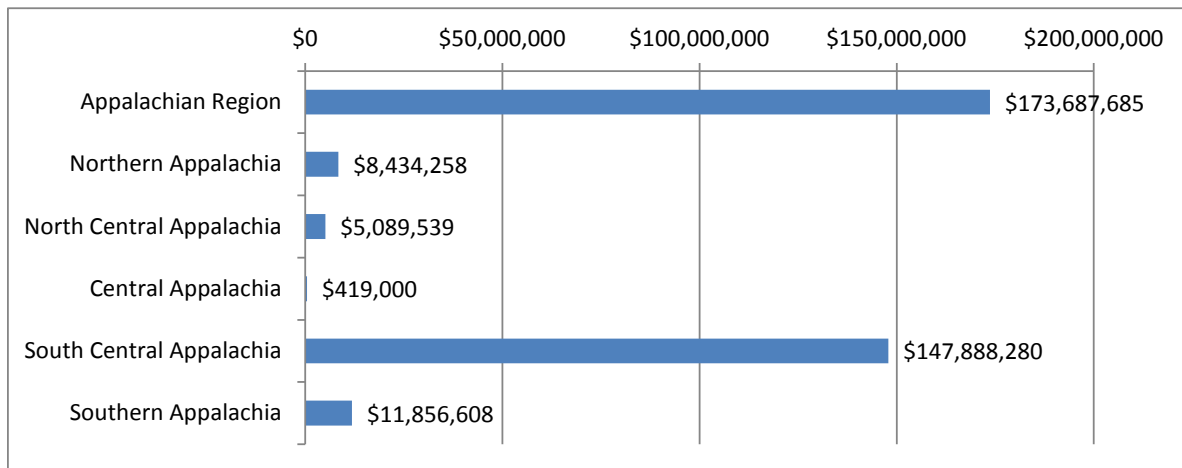 $0 $50,000,000 $100,000,000 $150,000,000 $200,000,000
Appalachian Region $173,687,685
Northern Appalachia $8,434,258
North Central Appalachia $5,089,539
Central Appalachia $419,000
South Central Appalachia $147,888,280
Southern Appalachia $11,856,608